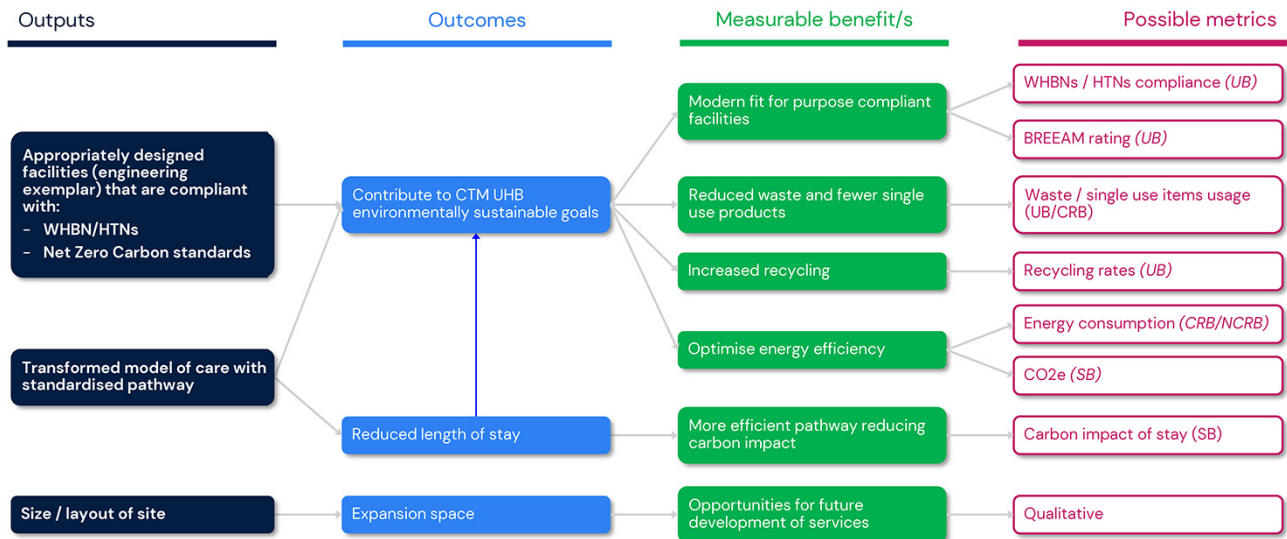 Outputs
Outcomes
Measurable benefit/s
Possible metrics
Appropriately designed
facilities (engineering
exemplar) that are compliant
with:
- WHBN/HTNs
- Net Zero Carbon standards
Transformed model of care with
standardised pathway
Size / layout of site
Contribute to CTM UHB
environmentally sustainable goals
Reduced length of stay
Expansion space
Modern fit for purpose compliant
facilities
Reduced waste and fewer single
use products
Increased recycling
Optimise energy efficiency
More efficient pathway reducing
carbon impact
Opportunities for future
development of services
WHBNs / HTNs compliance (UB)
BREEAM rating (UB)
Waste / single use items usage
(UB/CRB)
Recycling rates (UB)
Energy consumption (CRB/NCRB)
CO2e (SB)
Carbon impact of stay (SB)
Qualitative